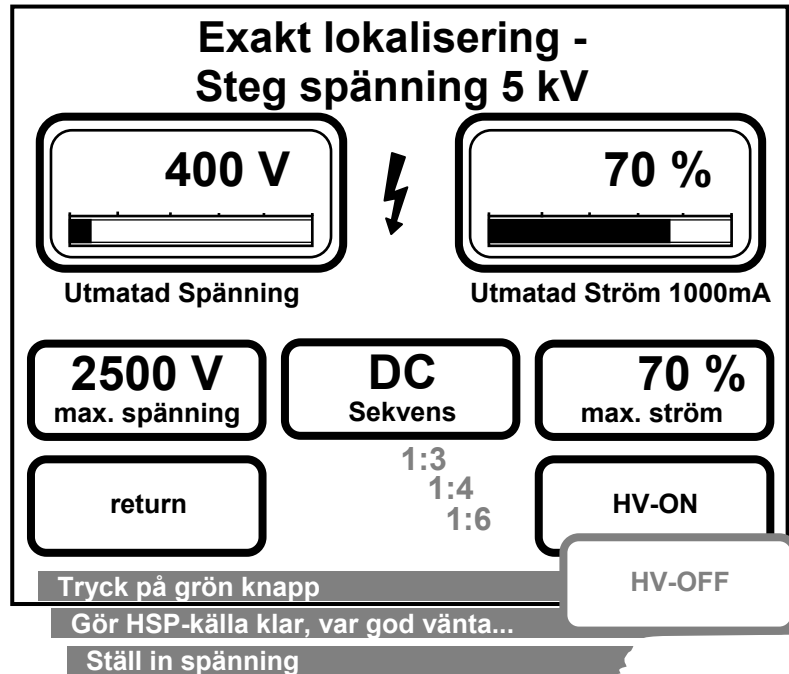 Exakt lokalisering -
Steg spänning 5 kV
400 V
70 %
Utmatad Spänning
Utmatad Ström 1000mA
2500 V
max. spänning
DC
Sekvens
70 %
max. ström
return
1:3
1:4
1:6
HV-ON
HV-OFF
Tryck på grön knapp
Gör HSP-källa klar, var god vänta...
Ställ in spänning